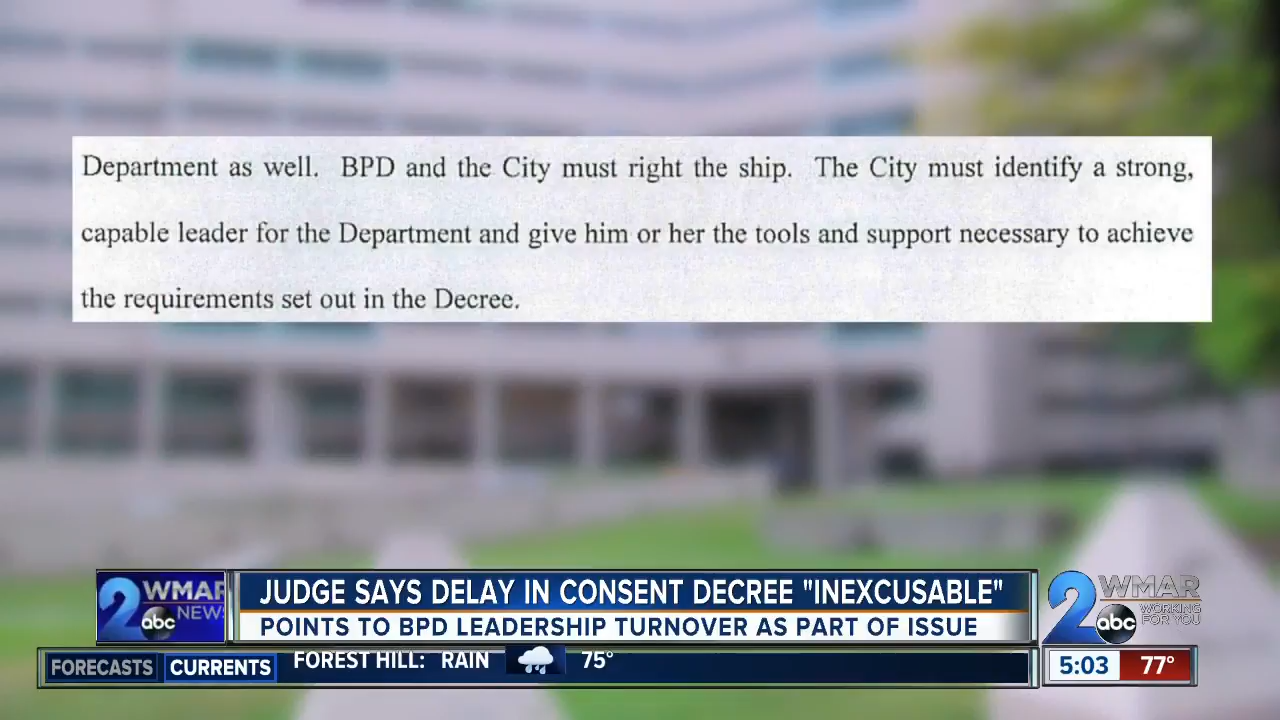 Department as well. BPD and the City must right the ship. The City must identify a strong,
capable leader for the Department and give him or her the tools and support necessary to achieve
the requirements set out in the Decree.
2 WMAR
NEWS
abc
JUDGE SAYS DELAY IN CONSENT DECREE "INEXCUSABLE"
POINTS TO BPD LEADERSHIP TURNOVER AS PART OF ISSUE
2 WMAR
abc
WORKING
FOR YOU
FORECASTS CURRENTS FOREST HILL: RAIN 75°
5:03 77°